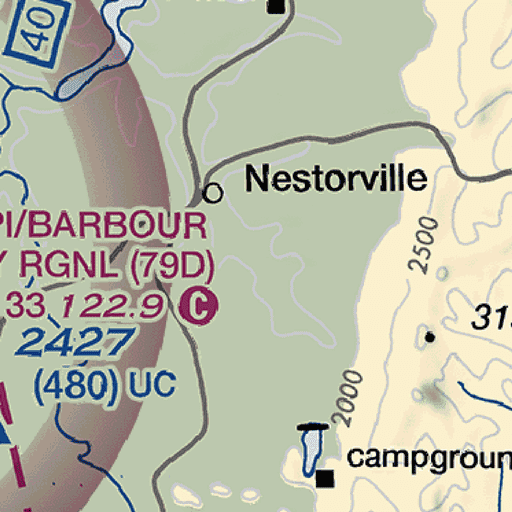 40
Nestorville
PI/BARBOUR
Y RGNL (79D)
33 122.9 C
2500
2427
31
(480) UC
2000
campgroun